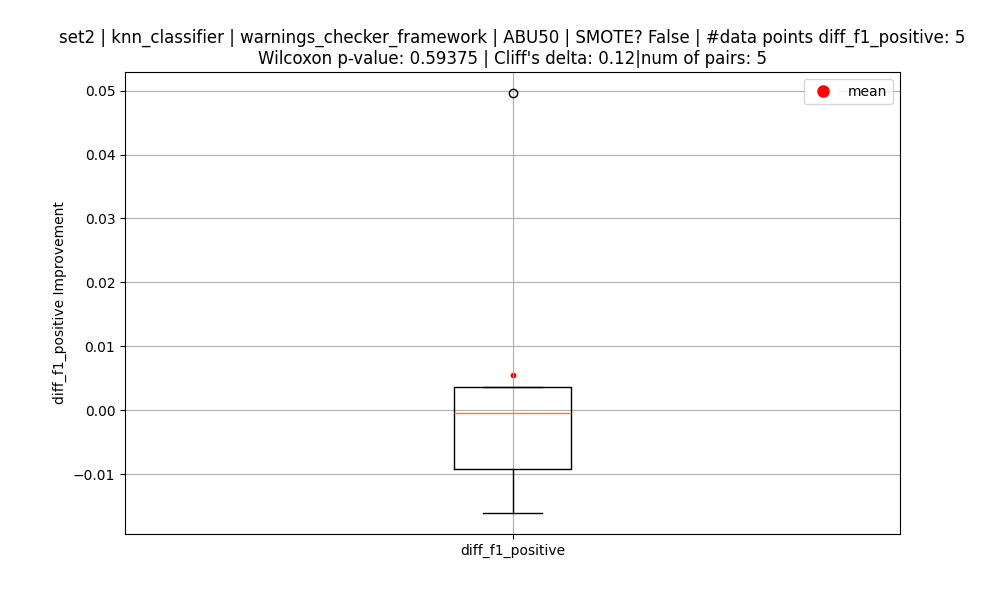 set2 | knn_classifier | warnings_checker_framework | ABU50 | SMOTE? False | #data points diff_f1_positive: 5
Wilcoxon p-value: 0.59375 | Cliff's delta: 0.12|num of pairs: 5
mean
0.05
0.04
0.03
0.02
0.01
0.00
−0.01
diff_f1_positive Improvement
diff_f1_positive